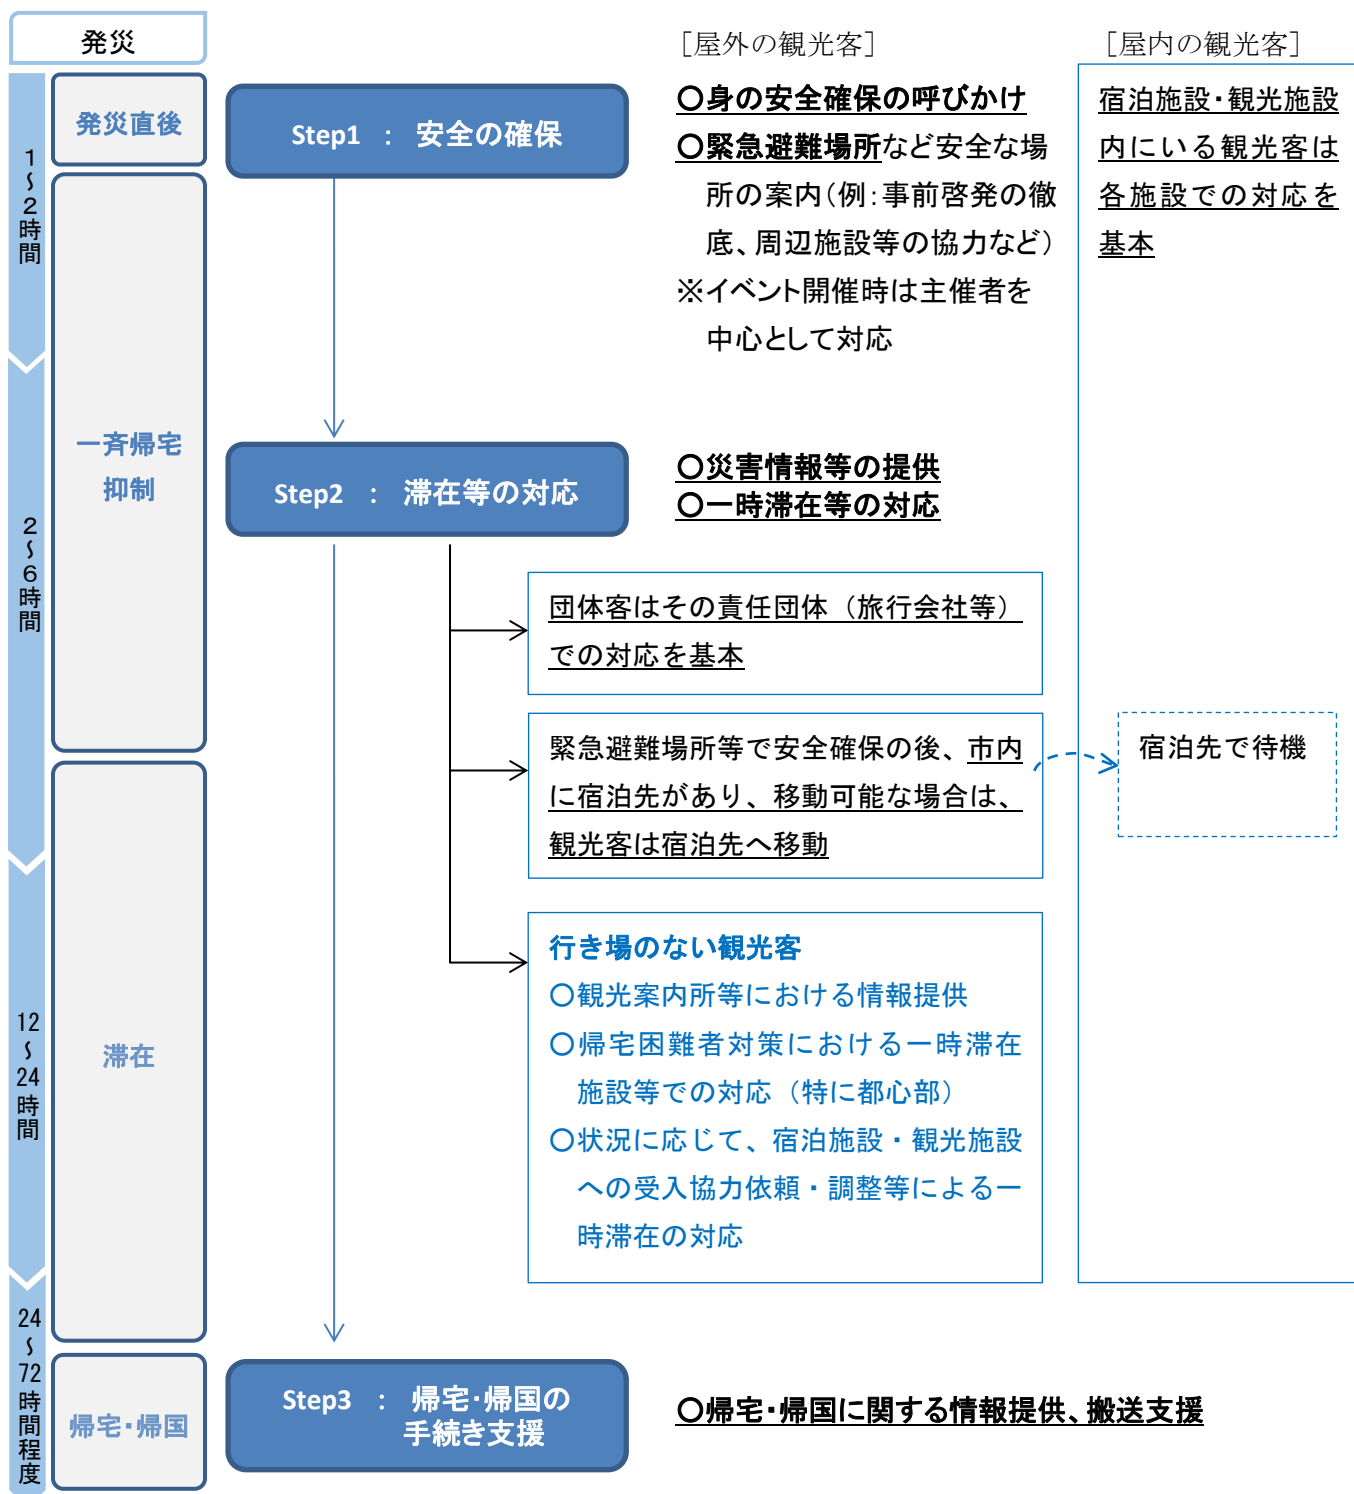 発災
[屋外の観光客]
[屋内の観光客]
1～2時間
2～6時間
12～24時間
24～72時間程度
発災直後
一斉帰宅
抑制
滞在
帰宅・帰国
Step1 : 安全の確保
○身の安全確保の呼びかけ
○緊急避難場所など安全な場
所の案内(例:事前啓発の徹
底、周辺施設等の協力など)
※イベント開催時は主催者を
中心として対応
宿泊施設・観光施設
内にいる観光客は
各施設での対応を
基本
Step2 : 滞在等の対応
○災害情報等の提供
○一時滞在等の対応
団体客はその責任団体（旅行会社等）
での対応を基本
緊急避難場所等で安全確保の後、市内
に宿泊先があり、移動可能な場合は、
観光客は宿泊先へ移動
宿泊先で待機
行き場のない観光客
○観光案内所等における情報提供
○帰宅困難者対策における一時滞在
施設等での対応（特に都心部）
○状況に応じて、宿泊施設・観光施設
への受入協力依頼・調整等による一
時滞在の対応
Step3 : 帰宅・帰国の
手続き支援
○帰宅・帰国に関する情報提供、搬送支援